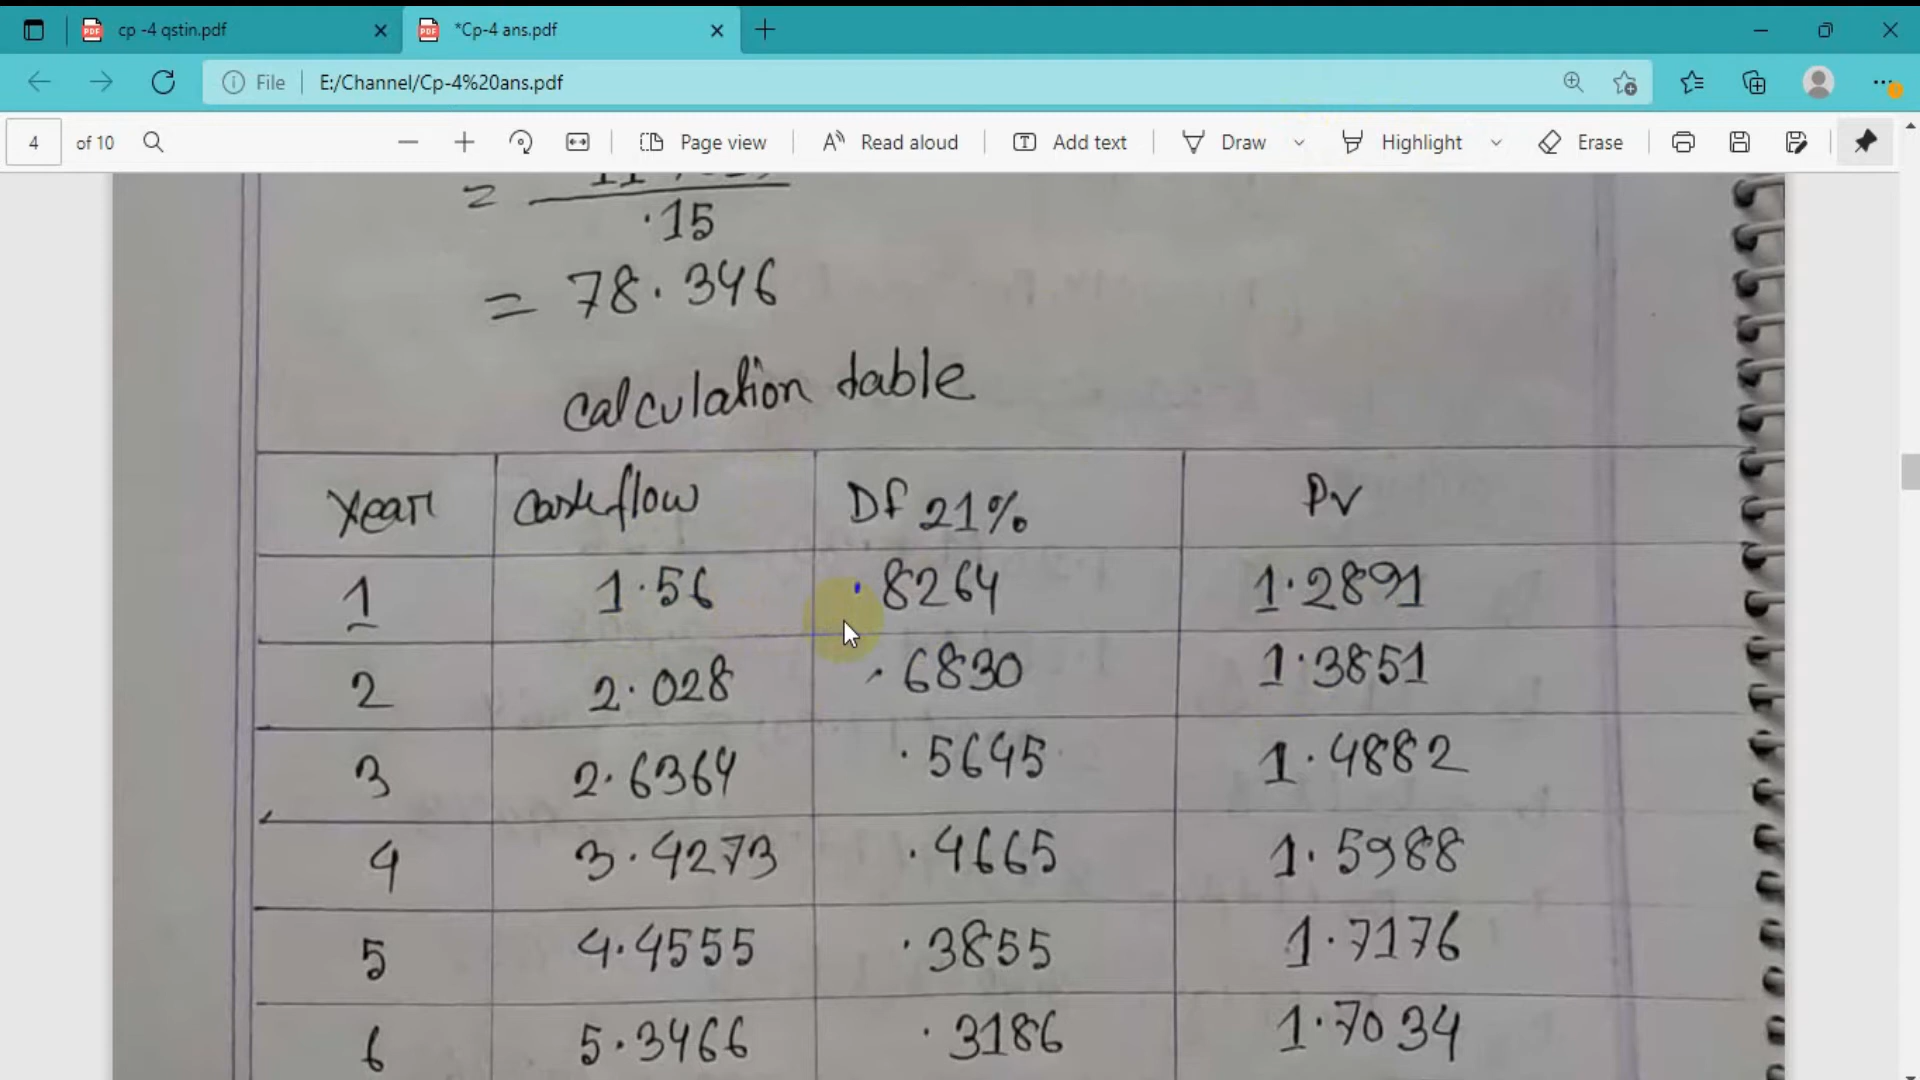 cp -4 qstin.pdf
*Cp-4 ans.pdf
File E:/Channel/Cp-4%20ans.pdf
4 of 10 Page view Read aloud Add text Draw Highlight Erase
= .15
= 78.346
calculation table
Year Cashflow Df 21% Pv
1 1.56 .8264 1.2891
2 2.028 .6830 1.3851
3 2.6364 .5645 1.4882
4 3.4273 .4665 1.5988
5 4.4555 .3855 1.7176
6 5.3466 .3186 1.7034